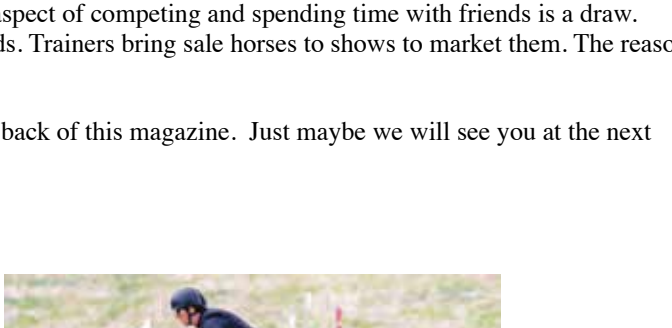 aspect of competing and spending time with friends is a draw.
ds. Trainers bring sale horses to shows to market them. The reaso
back of this magazine.  Just maybe we will see you at the next